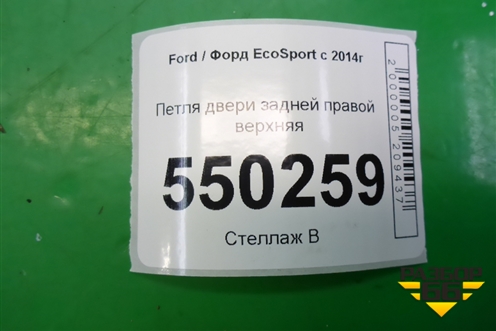 Ford / Форд EcoSport с 2014г
Петля двери задней правой
верхняя
550259
Стеллаж В
2000005209437